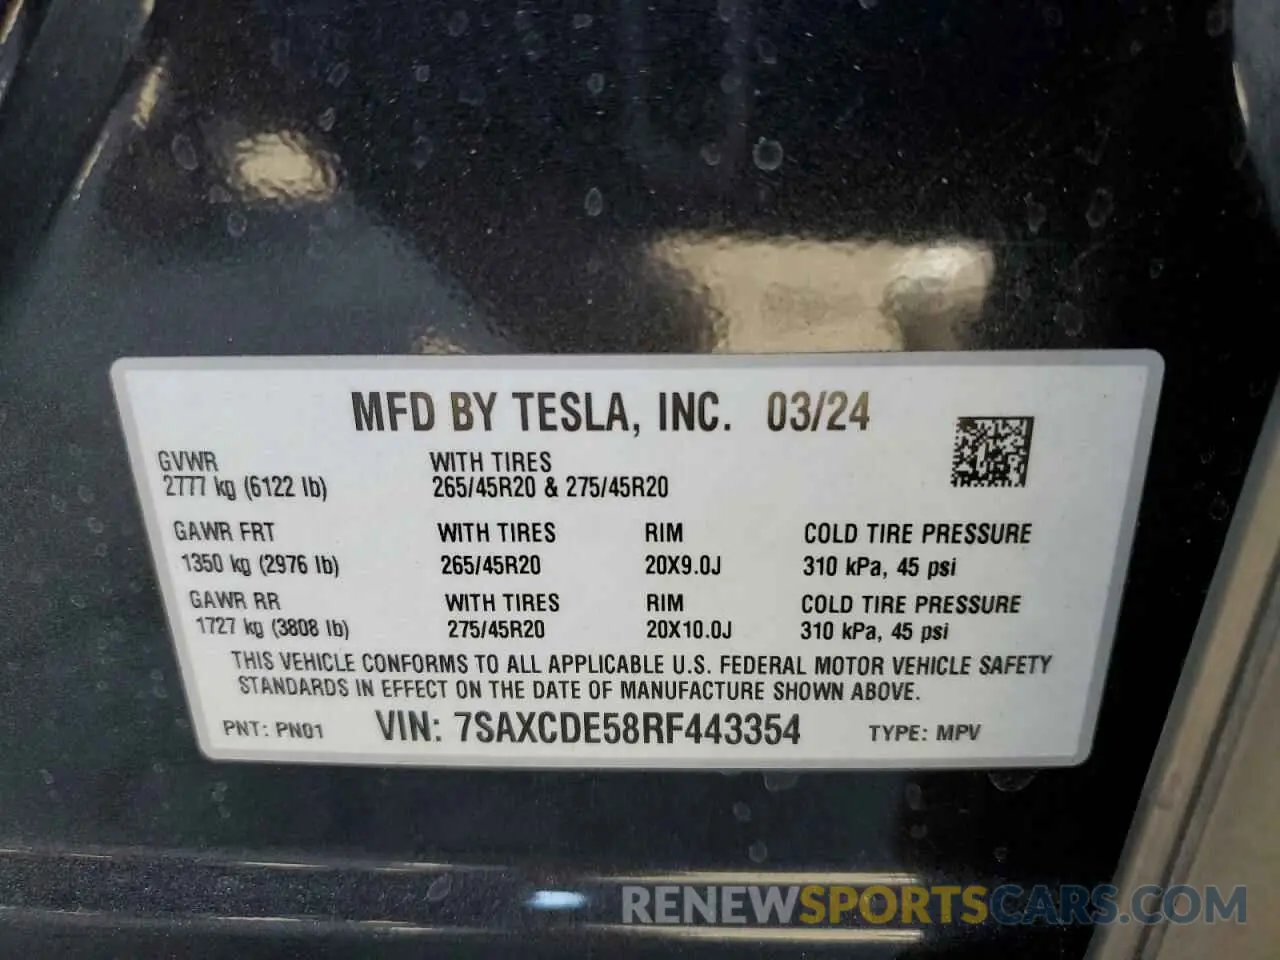 MFD BY TESLA, INC. 03/24
GVWR WITH TIRES
2777 kg (6122 lb) 265/45R20 & 275/45R20
GAWR FRT WITH TIRES RIM COLD TIRE PRESSURE
1350 kg (2976 lb) 265/45R20 20X9.0J 310 kPa, 45 psi
GAWR RR WITH TIRES RIM COLD TIRE PRESSURE
1727 kg (3808 lb) 275/45R20 20X10.0J 310 kPa, 45 psi
THIS VEHICLE CONFORMS TO ALL APPLICABLE U.S. FEDERAL MOTOR VEHICLE SAFETY
STANDARDS IN EFFECT ON THE DATE OF MANUFACTURE SHOWN ABOVE.
PNT: PN01 VIN: 7SAXCDE58RF443354 TYPE: MPV
RENEWSPORTSCARS.COM